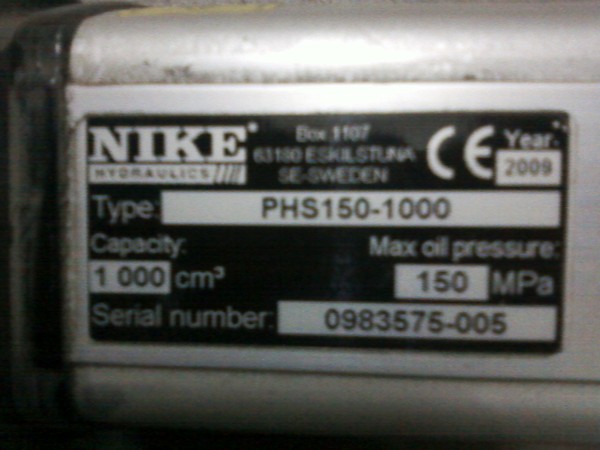 NIKE
HYDRAULICS
Box 1107
63180 ESKILSTUNA
SE-SWEDEN
CE
Year:
2009
Type: PHS150-1000
Capacity:
1 000 cm³
Max oil pressure:
150 MPa
Serial number: 0983575-005